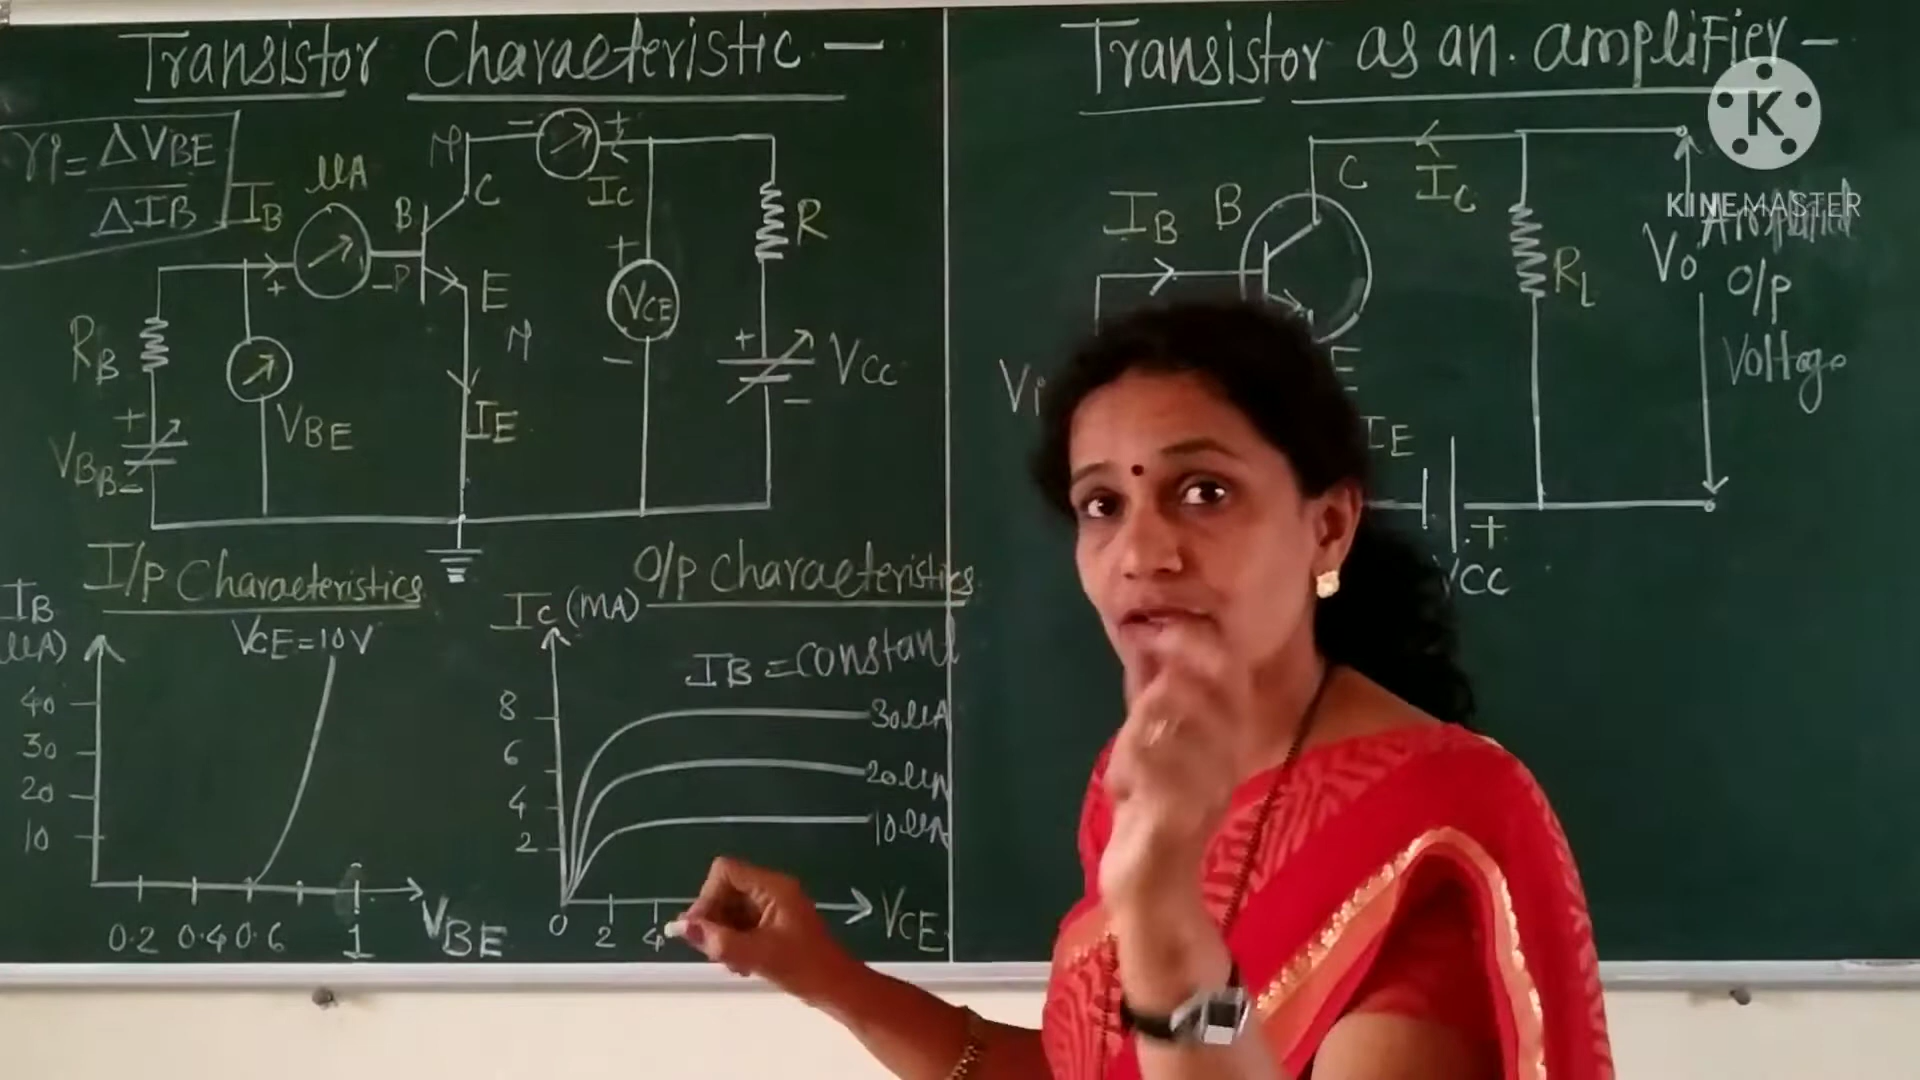 Transistor Characteristic —
ri = ΔVBE
ΔIB
IB
μA
B
P
C
E
IE
IC
+
−
R
VCE
+
−
VCC
+
−
RB
VBB
+
−
VBE
I/p Characteristics
IB
(μA)
VCE=10V
40
30
20
10
0.2 0.4 0.6 1
VBE
O/p characteristics
Ic (mA)
IB = constant
8
6
4
2
30μA
20μA
10μA
0 2 4
VCE
Transistor as an. amplifier —
IB
B
C
IC
RL
Vi
E
IE
+
VCC
Vo
O/p
Voltage
K
KINEMASTER